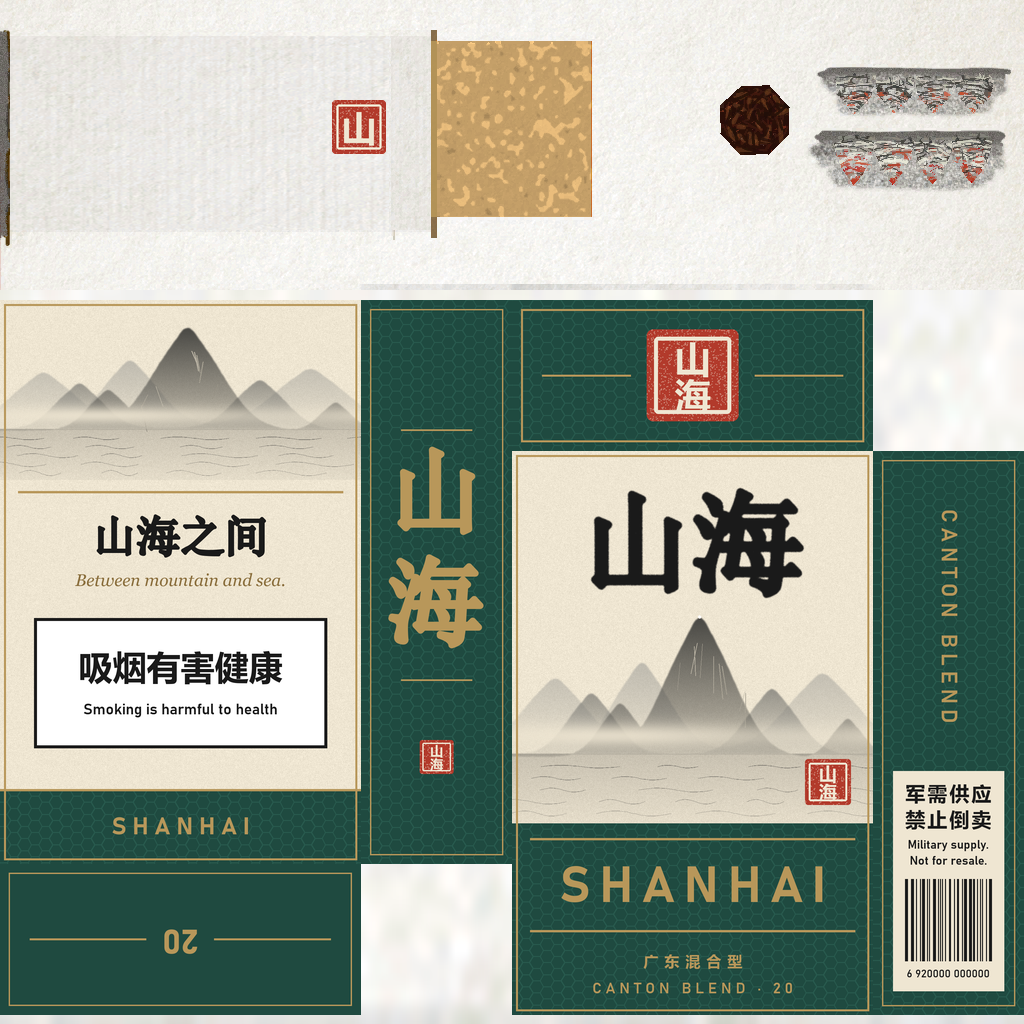 山
山海之间
Between mountain and sea.
吸烟有害健康
Smoking is harmful to health
SHANHAI
20
山海
山海
山海
山海
山海
SHANHAI
广东混合型
CANTON BLEND · 20
CANTON BLEND
军需供应
禁止倒卖
Military supply.
Not for resale.
6 920000 000000